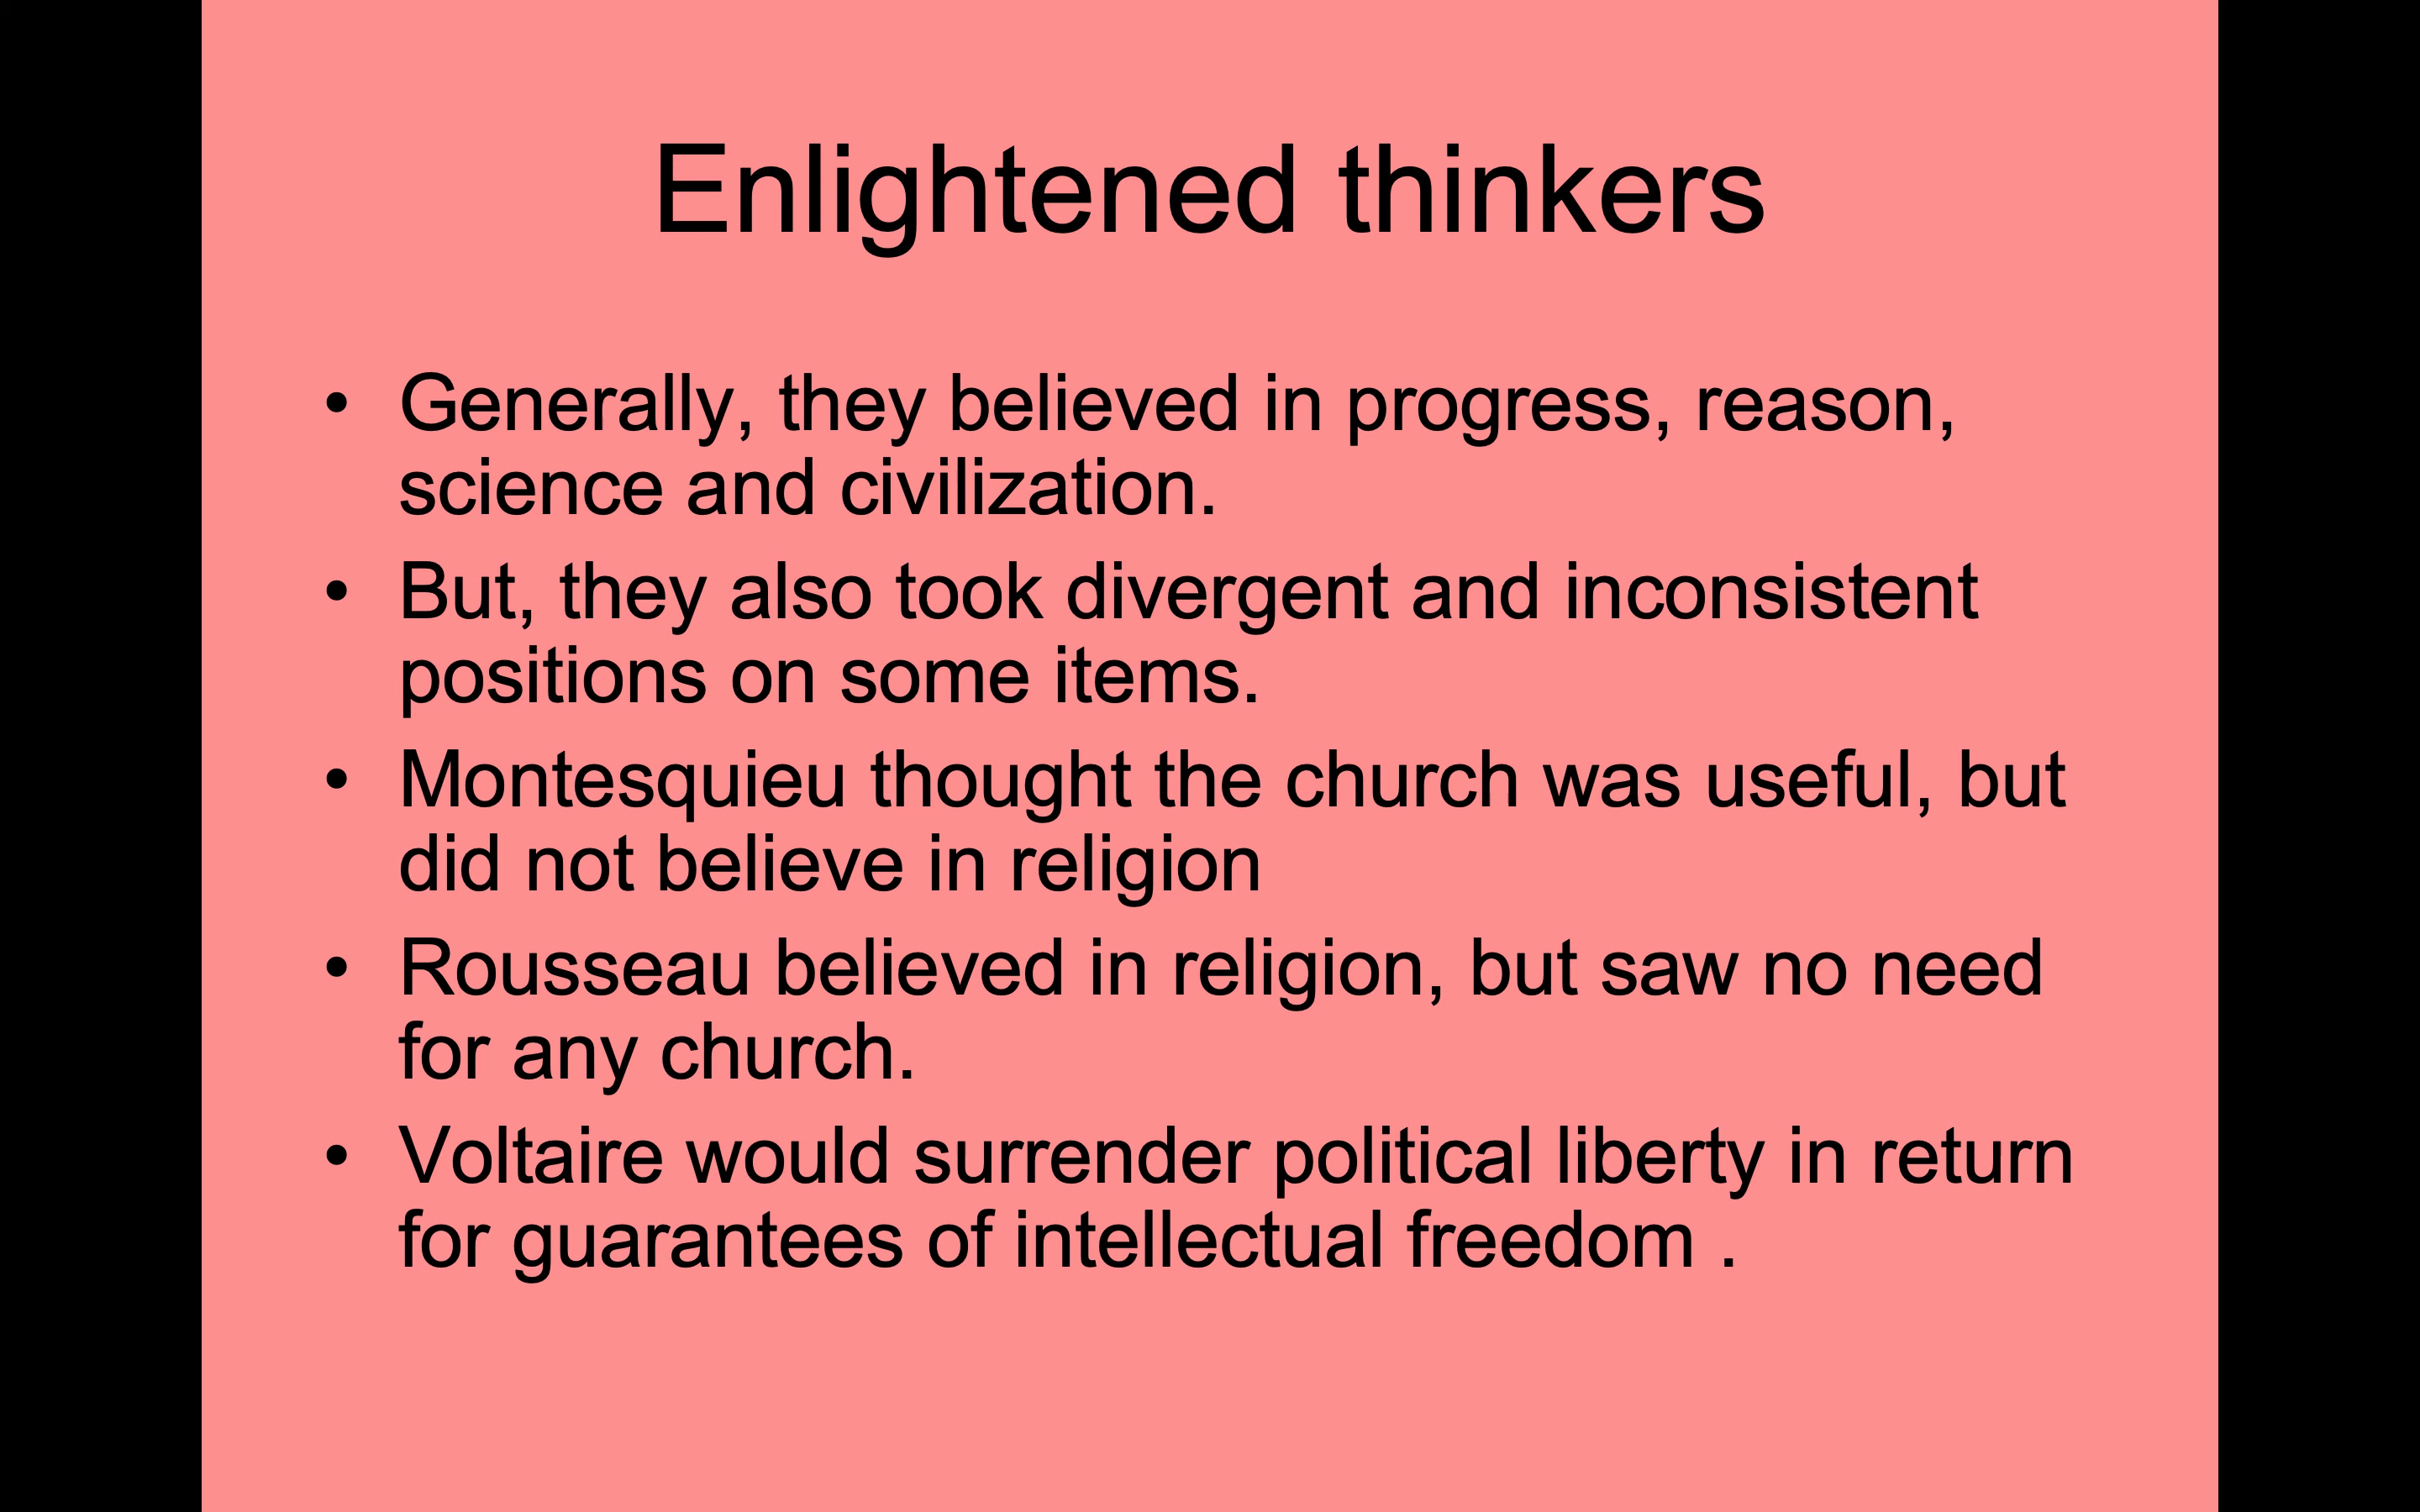 Enlightened thinkers
• Generally, they believed in progress, reason,
science and civilization.
• But, they also took divergent and inconsistent
positions on some items.
• Montesquieu thought the church was useful, but
did not believe in religion
• Rousseau believed in religion, but saw no need
for any church.
• Voltaire would surrender political liberty in return
for guarantees of intellectual freedom .